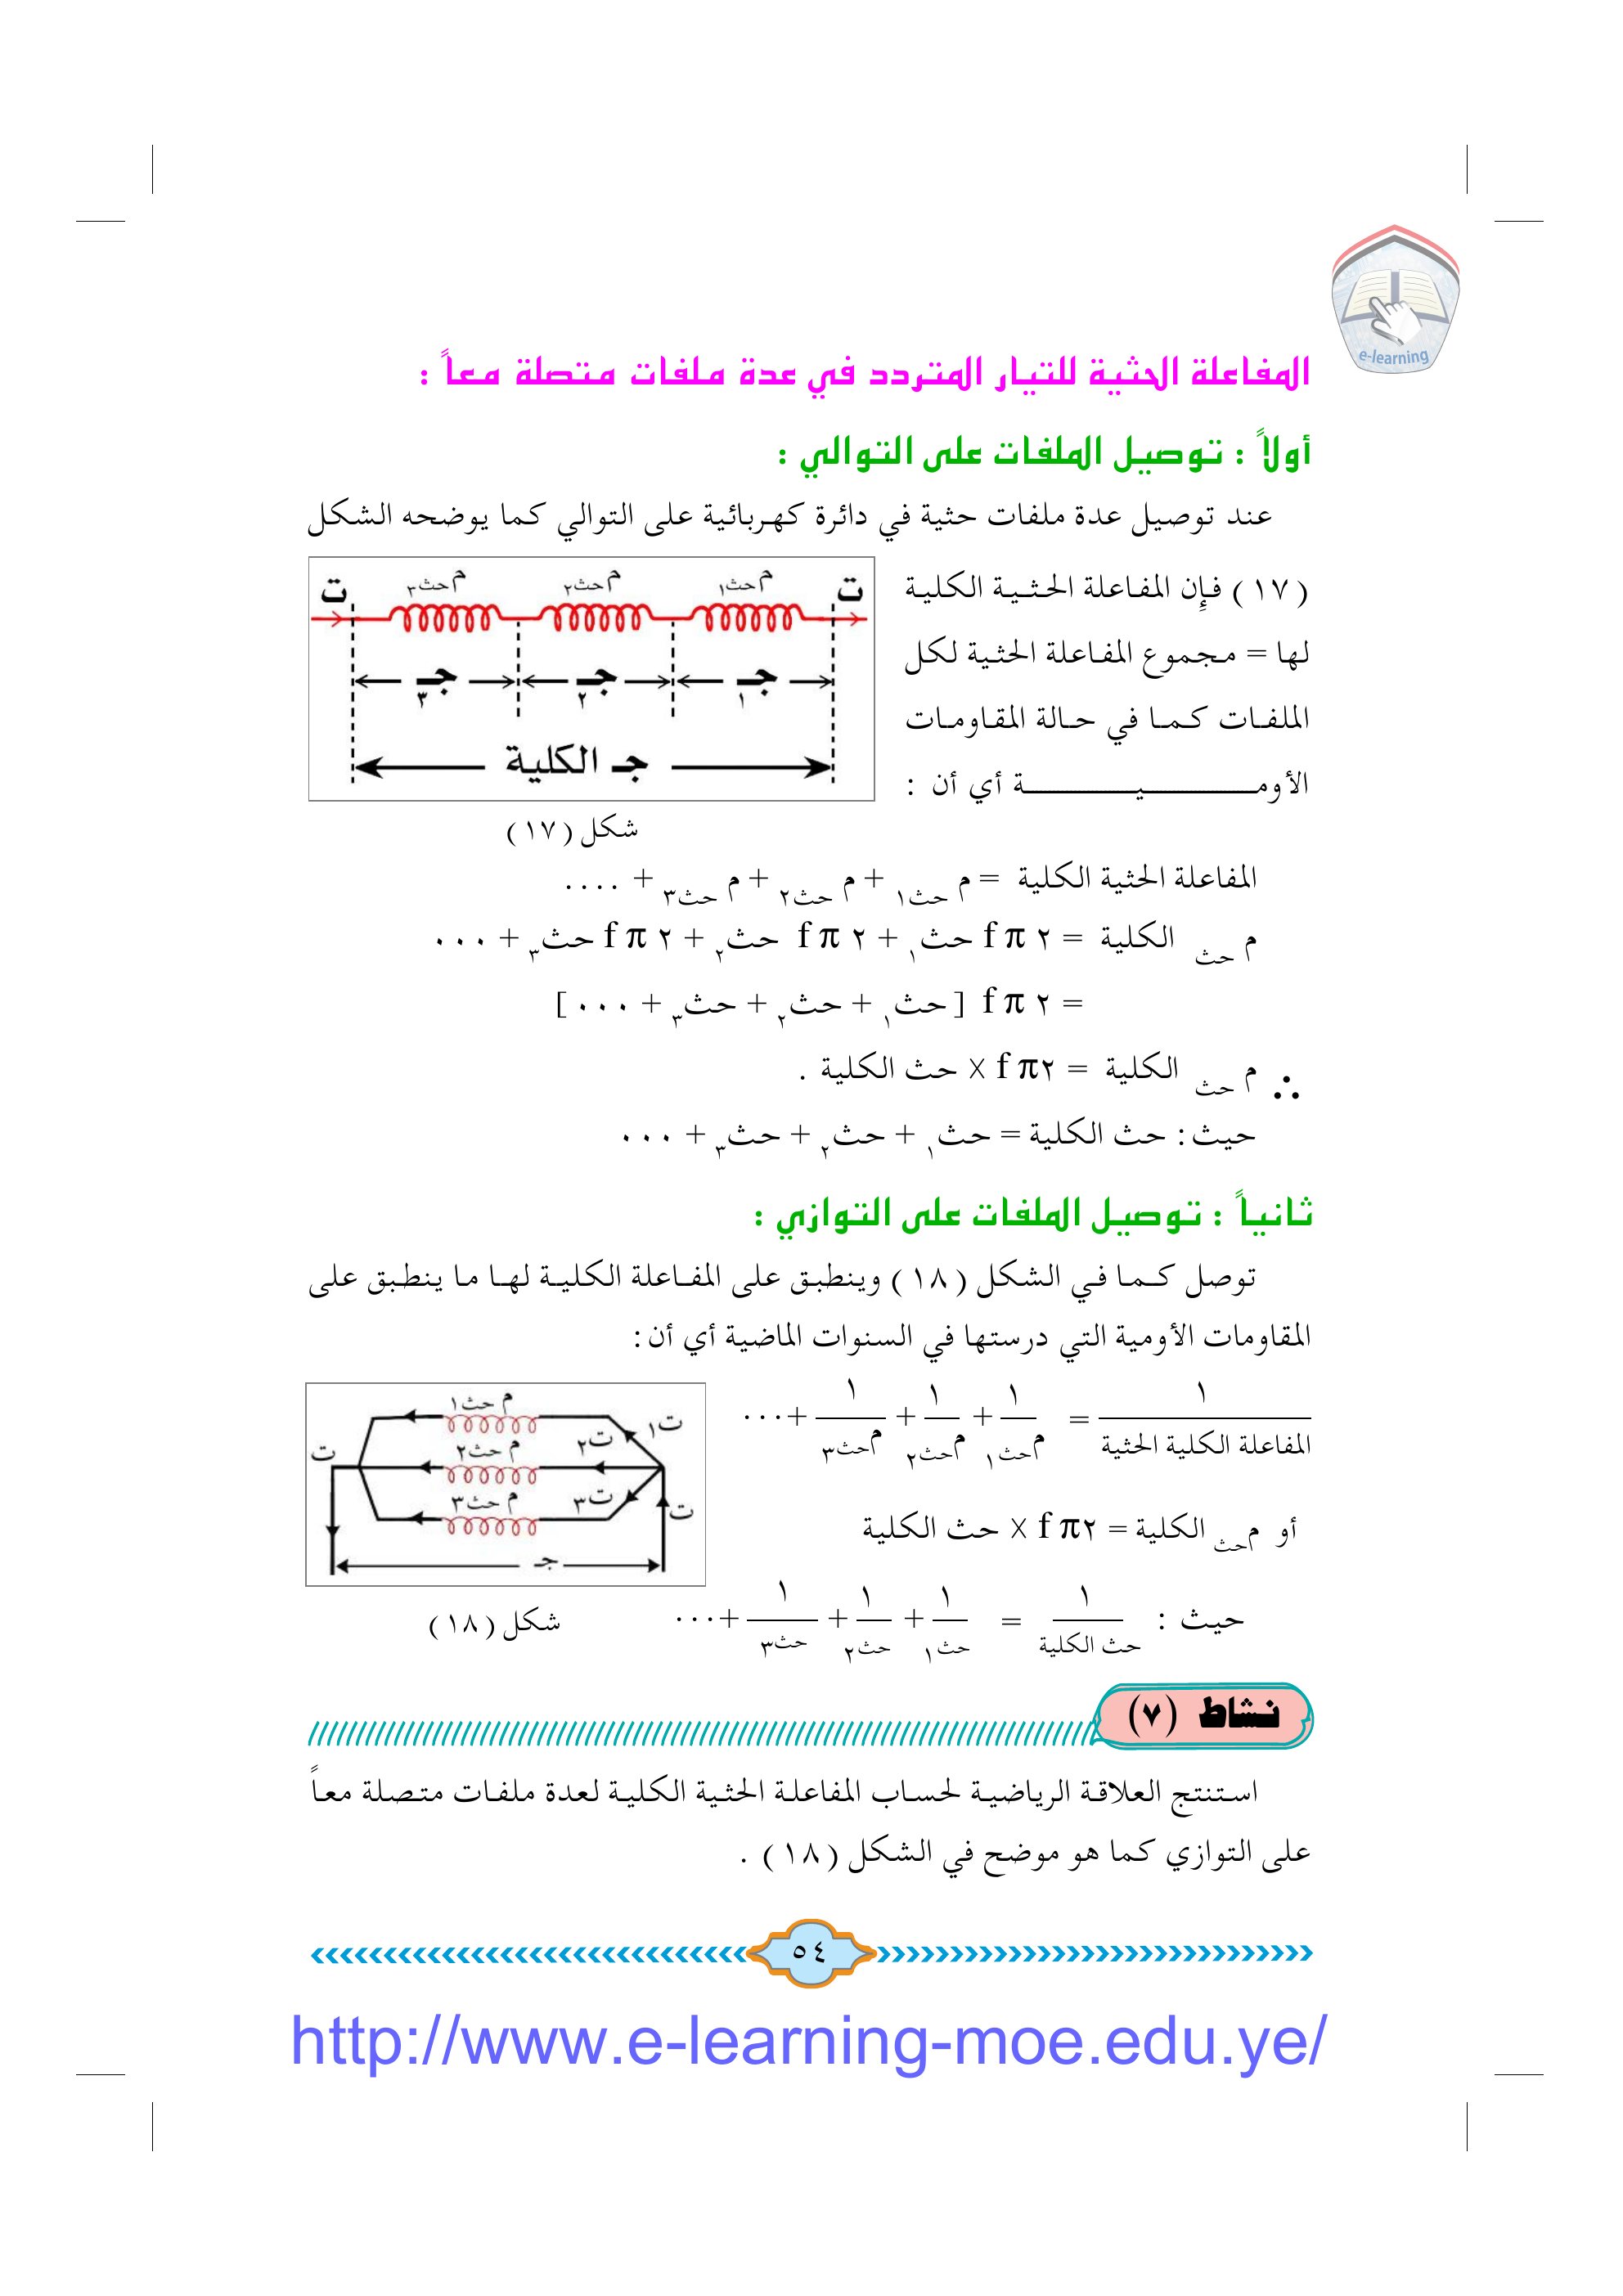 e-learning
المفاعلة الحثية للتيار المتردد في عدة ملفات متصلة معاً :
أولاً : توصيل الملفات على التوالي :
عند توصيل عدة ملفات حثية في دائرة كهربائية على التوالي كما يوضحه الشكل
(١٧) فإن المفاعلة الحثية الكلية
لها = مجموع المفاعلة الحثية لكل
الملفات كما في حالة المقاومات
الأومـــــيـــــة أي أن :
ت م حث١ م حث٢ م حث٣ ت
جـ١ جـ٢ جـ٣
جـ الكلية
شكل (١٧)
المفاعلة الحثية الكلية = م حث١ + م حث٢ + م حث٣ + ....
م حث الكلية = ٢ π f حث١ + ٢ π f حث٢ + ٢ π f حث٣ + ٠٠٠
= ٢ π f [ حث١ + حث٢ + حث٣ + ٠٠٠ ]
∴ م حث الكلية = ٢π f × حث الكلية .
حيث : حث الكلية = حث١ + حث٢ + حث٣ + ٠٠٠
ثانياً : توصيل الملفات على التوازي :
توصل كما في الشكل (١٨) وينطبق على المفاعلة الكلية لها ما ينطبق على
المقاومات الأومية التي درستها في السنوات الماضية أي أن :
١ / المفاعلة الكلية الحثية = ١ / م حث١ + ١ / م حث٢ + ١ / م حث٣ + ...
أو م حث الكلية = ٢π f × حث الكلية
حيث : ١ / حث الكلية = ١ / حث١ + ١ / حث٢ + ١ / حث٣ + ...
م حث١ ت١
م حث٢ ت٢
ت
م حث٣ ت٣
ت
جـ
شكل (١٨)
نشاط (٧)
استنتج العلاقة الرياضية لحساب المفاعلة الحثية الكلية لعدة ملفات متصلة معاً
على التوازي كما هو موضح في الشكل (١٨) .
٥٤
http://www.e-learning-moe.edu.ye/